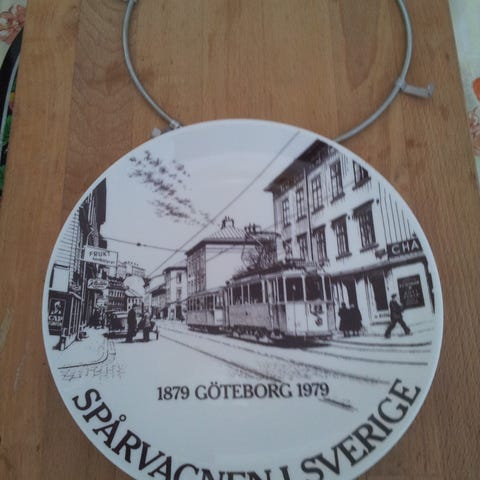 FRUKT
CHA
1879 GÖTEBORG 1979
SPÅRVAGNEN I SVERIGE